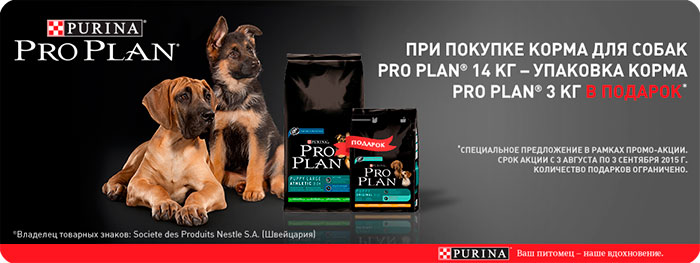 PURINA
PRO PLAN®
ПРИ ПОКУПКЕ КОРМА ДЛЯ СОБАК
PRO PLAN® 14 КГ – УПАКОВКА КОРМА
PRO PLAN® 3 КГ В ПОДАРОК*
*СПЕЦИАЛЬНОЕ ПРЕДЛОЖЕНИЕ В РАМКАХ ПРОМО-АКЦИИ.
СРОК АКЦИИ С 3 АВГУСТА ПО 3 СЕНТЯБРЯ 2015 Г.
КОЛИЧЕСТВО ПОДАРКОВ ОГРАНИЧЕНО.
PURINA
PRO
PLAN
PUPPY LARGE
ATHLETIC
ПОДАРОК
PRO PLAN
ORIGINAL
*Владелец товарных знаков: Societe des Produits Nestle S.A. (Швейцария)
PURINA Ваш питомец – наше вдохновение.